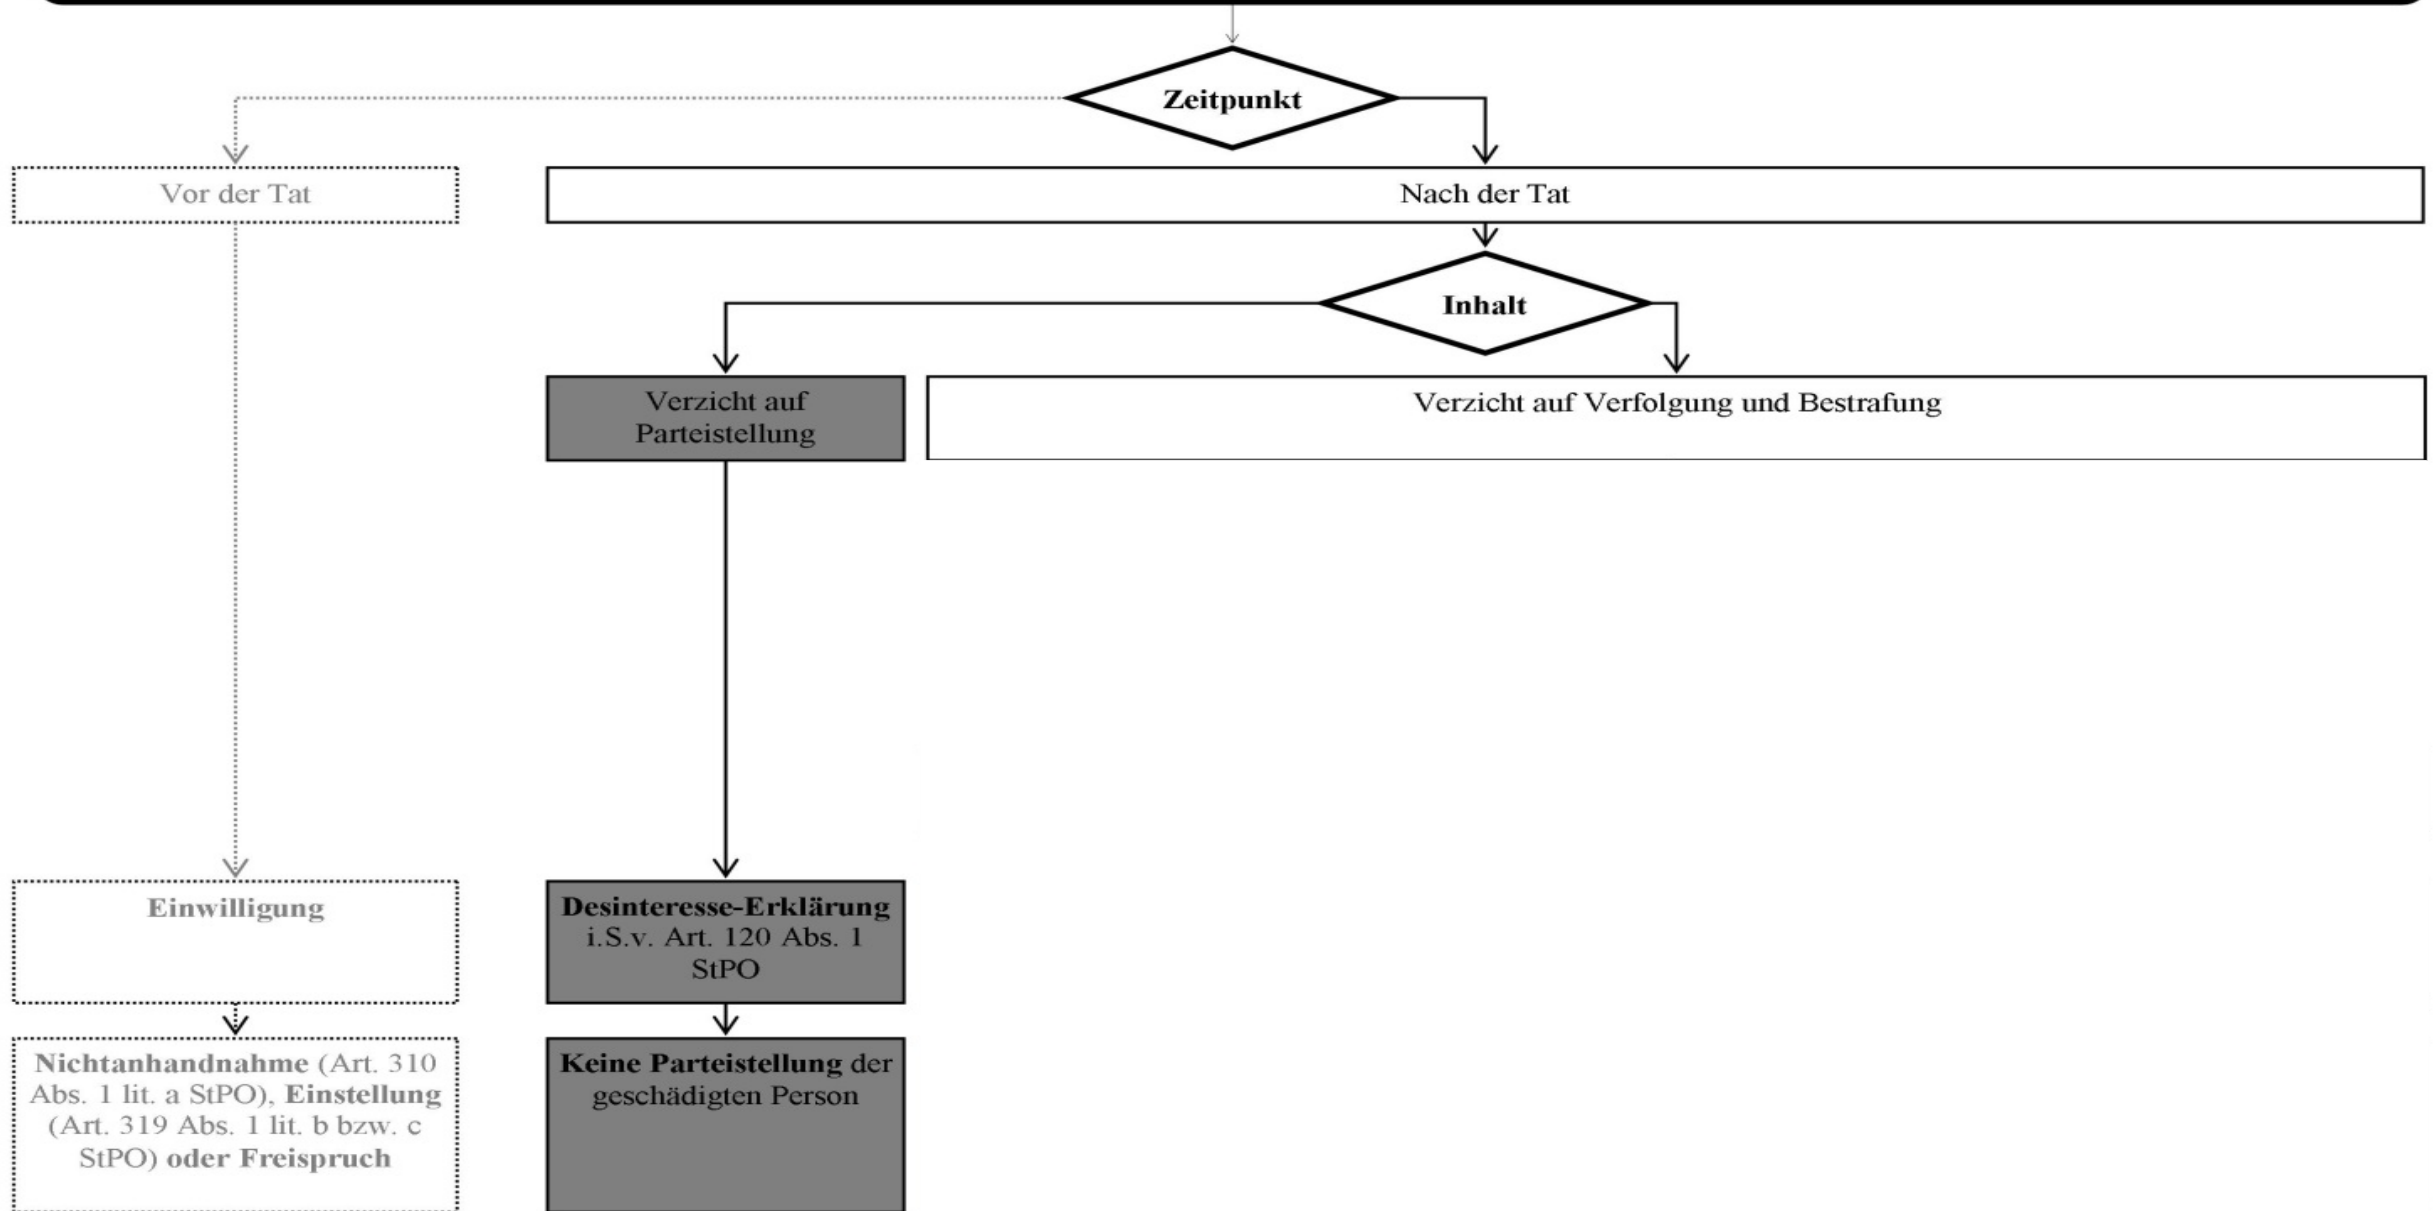 Zeitpunkt
Vor der Tat
Nach der Tat
Inhalt
Verzicht auf
Parteistellung
Verzicht auf Verfolgung und Bestrafung
Einwilligung
Desinteresse-Erklärung
i.S.v. Art. 120 Abs. 1
StPO
Nichtanhandnahme (Art. 310
Abs. 1 lit. a StPO), Einstellung
(Art. 319 Abs. 1 lit. b bzw. c
StPO) oder Freispruch
Keine Parteistellung der
geschädigten Person